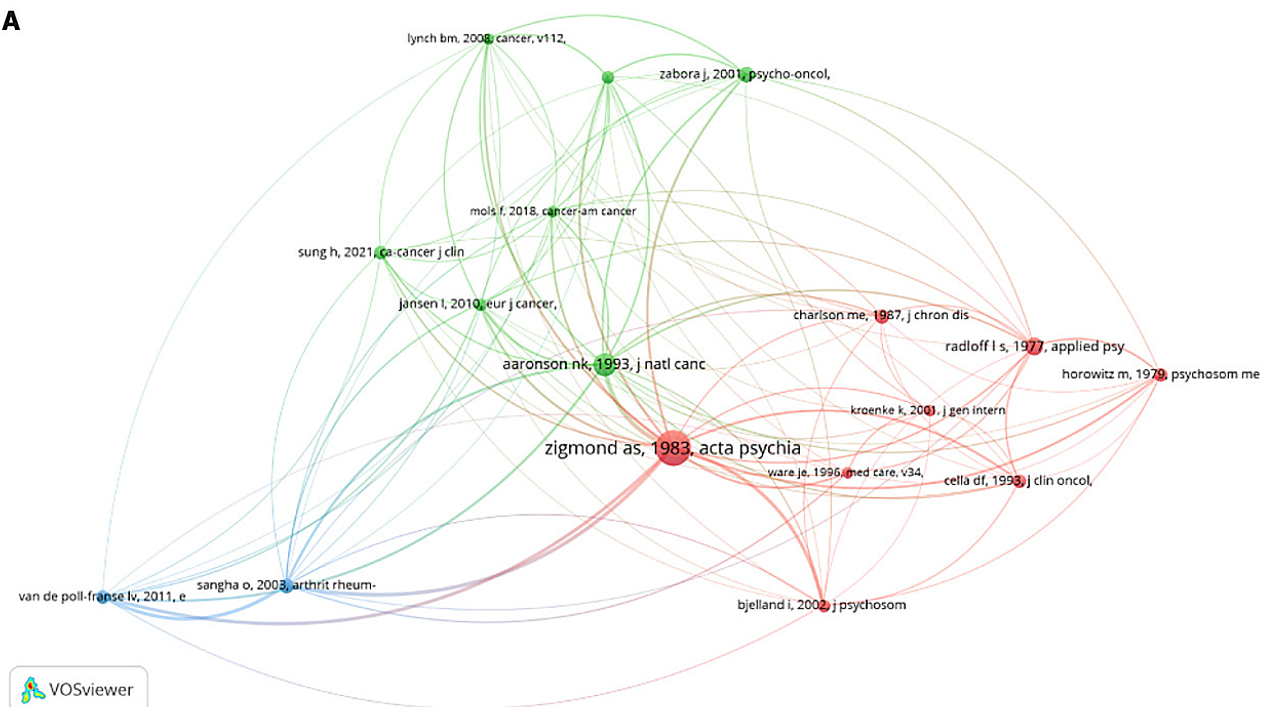 A
lynch bm, 2008, cancer, v112,
zabora j, 2001, psycho-oncol,
mols f, 2018, cancer-am cancer
sung h, 2021, ca-cancer j clin
jansen l, 2010, eur j cancer,
charlson me, 1987, j chron dis
radloff l s, 1977, applied psy
aaronson nk, 1993, j natl canc
horowitz m, 1979, psychosom me
kroenke k, 2001, j gen intern
zigmond as, 1983, acta psychia
ware je, 1996, med care, v34,
cella df, 1993, j clin oncol,
sangha o, 2003, arthrit rheum-
van de poll-franse lv, 2011, e
bjelland i, 2002, j psychosom
VOSviewer